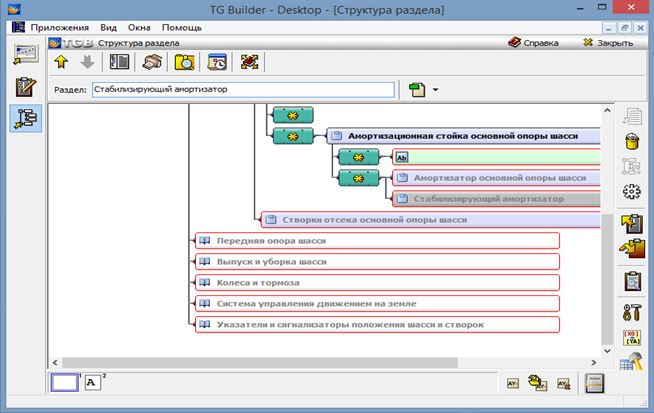 TG Builder - Desktop - [Структура раздела]
Приложения Вид Окна Помощь
TGB Структура раздела Справка Закрыть
Раздел: Стабилизирующий амортизатор
Амортизационная стойка основной опоры шасси
Ab
Амортизатор основной опоры шасси
Стабилизирующий амортизатор
Створки отсека основной опоры шасси
Передняя опора шасси
Выпуск и уборка шасси
Колеса и тормоза
Система управления движением на земле
Указатели и сигнализаторы положения шасси и створок
1 A 2